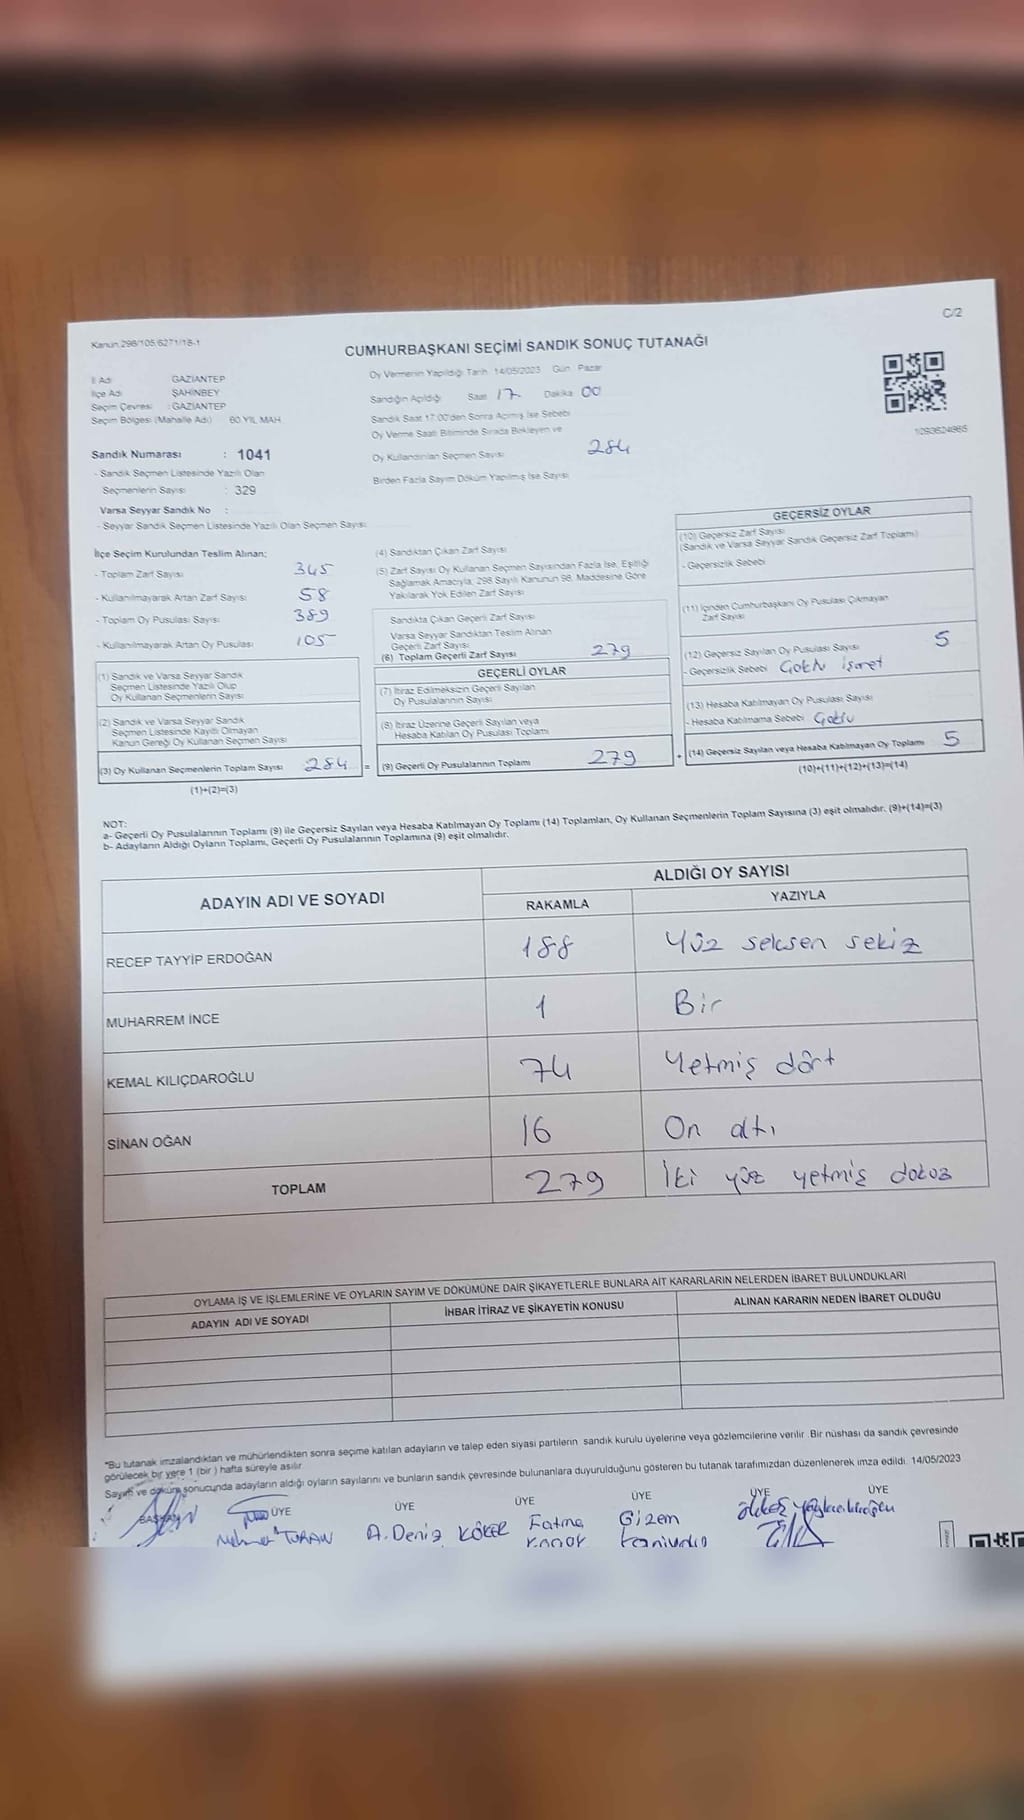 Kanun 298/105,6271/18-1
C/2
CUMHURBAŞKANI SEÇİMİ SANDIK SONUÇ TUTANAĞI
İl Adı GAZİANTEP
İlçe Adı ŞAHİNBEY
Seçim Çevresi : GAZİANTEP
Seçim Bölgesi (Mahalle Adı) 60.YIL MAH
Oy Vermenin Yapıldığı Tarih 14/05/2023 Gün : Pazar
Sandığın Açıldığı Saat 17 Dakika 00
Sandık Saat 17:00'den Sonra Açımış İse Sebebi
Oy Verme Saati Bitiminde Sırada Bekleyen ve
Oy Kullandırılan Seçmen Sayısı 284
Birden Fazla Sayım Döküm Yapılmış İse Sayısı
Sandık Numarası : 1041
- Sandık Seçmen Listesinde Yazılı Olan
Seçmenlerin Sayısı : 329
Varsa Seyyar Sandık No :
- Seyyar Sandık Seçmen Listesinde Yazılı Olan Seçmen Sayısı
İlçe Seçim Kurulundan Teslim Alınan;
- Toplam Zarf Sayısı 345
- Kullanılmayarak Artan Zarf Sayısı 58
- Toplam Oy Pusulası Sayısı 389
- Kullanılmayarak Artan Oy Pusulası 105
(1) Sandık ve Varsa Seyyar Sandık
Seçmen Listesinde Yazılı Olup
Oy Kullanan Seçmenlerin Sayısı
(2) Sandık ve Varsa Seyyar Sandık
Seçmen Listesinde Kayıtlı Olmayan
Kanun Gereği Oy Kullanan Seçmen Sayısı
(3) Oy Kullanan Seçmenlerin Toplam Sayısı 284 =
(1)+(2)=(3)
(4) Sandıktan Çıkan Zarf Sayısı
(5) Zarf Sayısı Oy Kullanan Seçmen Sayısından Fazla İse, Eşitliği
Sağlamak Amacıyla, 298 Sayılı Kanunun 98. Maddesine Göre
Yakılarak Yok Edilen Zarf Sayısı
Sandıkta Çıkan Geçerli Zarf Sayısı
Varsa Seyyar Sandıktan Teslim Alınan
Geçerli Zarf Sayısı
(6) Toplam Geçerli Zarf Sayısı 279
GEÇERLİ OYLAR
(7) İtiraz Edilmeksizin Geçerli Sayılan
Oy Pusulalarının Sayısı
(8) İtiraz Üzerine Geçerli Sayılan veya
Hesaba Katılan Oy Pusulası Toplamı
(9) Geçerli Oy Pusulalarının Toplamı 279 +
GEÇERSİZ OYLAR
(10) Geçersiz Zarf Sayısı
(Sandık ve Varsa Seyyar Sandık Geçersiz Zarf Toplamı)
- Geçersizlik Sebebi
(11) İçinden Cumhurbaşkanı Oy Pusulası Çıkmayan
Zarf Sayısı
(12) Geçersiz Sayılan Oy Pusulası Sayısı 5
- Geçersizlik Sebebi Çoklu işaret
(13) Hesaba Katılmayan Oy Pusulası Sayısı
- Hesaba Katılmama Sebebi Çoklu
(14) Geçersiz Sayılan veya Hesaba Katılmayan Oy Toplamı 5
(10)+(11)+(12)+(13)=(14)
NOT:
a- Geçerli Oy Pusulalarının Toplamı (9) ile Geçersiz Sayılan veya Hesaba Katılmayan Oy Toplamı (14) Toplamları, Oy Kullanan Seçmenlerin Toplam Sayısına (3) eşit olmalıdır. (9)+(14)=(3)
b- Adayların Aldığı Oyların Toplamı, Geçerli Oy Pusulalarının Toplamına (9) eşit olmalıdır.
ADAYIN ADI VE SOYADI
ALDIĞI OY SAYISI
RAKAMLA YAZIYLA
RECEP TAYYİP ERDOĞAN 188 Yüz seksen sekiz
MUHARREM İNCE 1 Bir
KEMAL KILIÇDAROĞLU 74 Yetmiş dört
SİNAN OĞAN 16 On altı
TOPLAM 279 İki yüz yetmiş dokuz
OYLAMA İŞ VE İŞLEMLERİNE VE OYLARIN SAYIM VE DÖKÜMÜNE DAİR ŞİKAYETLERLE BUNLARA AİT KARARLARIN NELERDEN İBARET BULUNDUKLARI
ADAYIN ADI VE SOYADI İHBAR İTİRAZ VE ŞİKAYETİN KONUSU ALINAN KARARIN NEDEN İBARET OLDUĞU
*Bu tutanak imzalandıktan ve mühürlendikten sonra seçime katılan adayların ve talep eden siyasi partilerin sandık kurulu üyelerine veya gözlemcilerine verilir. Bir nüshası da sandık çevresinde
görülecek bir yere 1 (bir ) hafta süreyle asılır.
Sayım ve döküm sonucunda adayların aldığı oyların sayılarını ve bunların sandık çevresinde bulunanlara duyurulduğunu gösteren bu tutanak tarafımızdan düzenlenerek imza edildi. 14/05/2023
BAŞKAN ÜYE ÜYE ÜYE ÜYE ÜYE ÜYE
Mehmet TURAN A. Deniz KÖKER Fatma Gizem